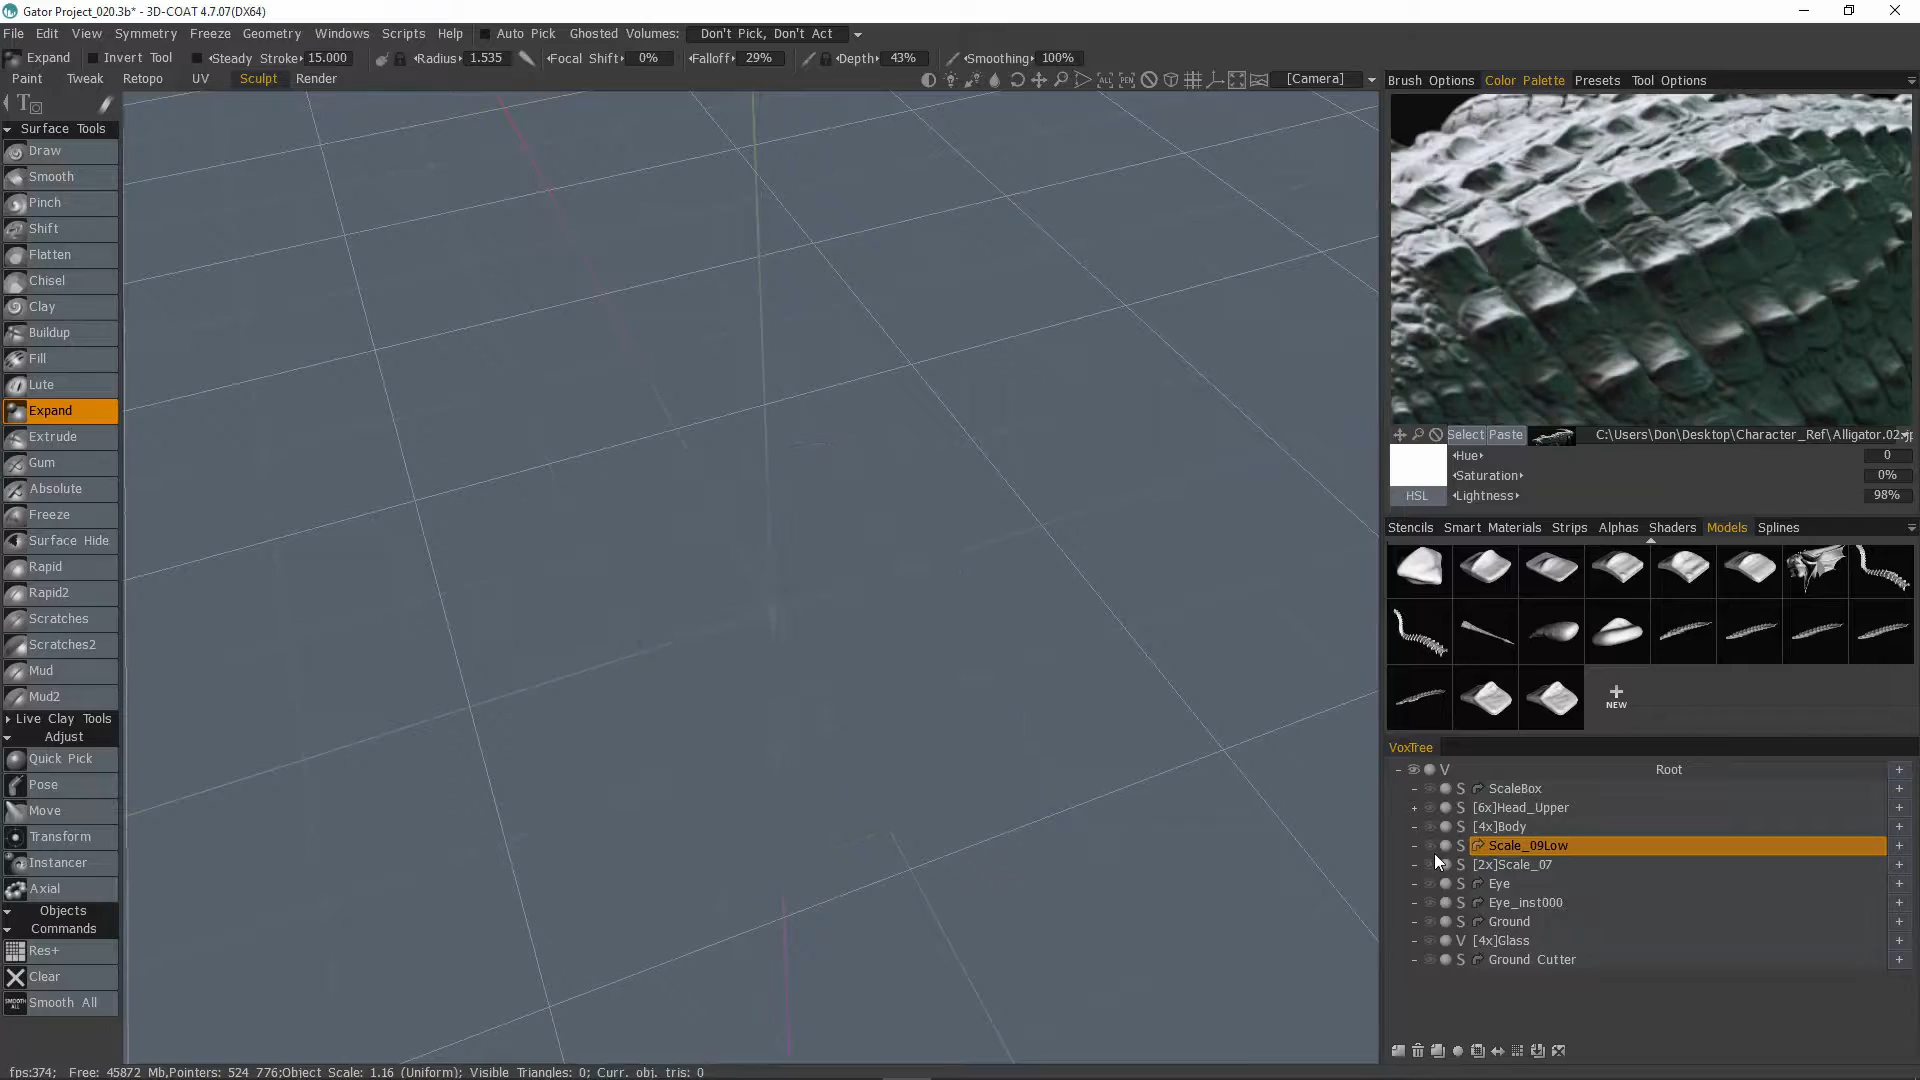 Gator Project_020.3b* - 3D-COAT 4.7.07(DX64)
File Edit View Symmetry Freeze Geometry Windows Scripts Help Auto Pick Ghosted Volumes: Don't Pick, Don't Act
Expand Invert Tool Steady Stroke 15.000 Radius 1.535 Focal Shift 0% Falloff 29% Depth 43% Smoothing 100%
Paint Tweak Retopo UV Sculpt Render [Camera]
Brush Options Color Palette Presets Tool Options
Surface Tools
Draw
Smooth
Pinch
Shift
Flatten
Chisel
Clay
Buildup
Fill
Lute
Expand
Extrude
Gum
Absolute
Freeze
Surface Hide
Rapid
Rapid2
Scratches
Scratches2
Mud
Mud2
Live Clay Tools
Adjust
Quick Pick
Pose
Move
Transform
Instancer
Axial
Objects
Commands
Res+
Clear
SMOOTH ALL Smooth All
Select Paste C:\Users\Don\Desktop\Character_Ref\Alligator.02.jp
Hue 0
Saturation 0%
HSL Lightness 98%
Stencils Smart Materials Strips Alphas Shaders Models Splines
NEW
VoxTree
V Root
S ScaleBox
S [6x]Head_Upper
S [4x]Body
S Scale_09Low
S [2x]Scale_07
S Eye
S Eye_inst000
S Ground
V [4x]Glass
S Ground Cutter
fps:374; Free: 45872 Mb,Pointers: 524 776;Object Scale: 1.16 (Uniform); Visible Triangles: 0; Curr. obj. tris: 0